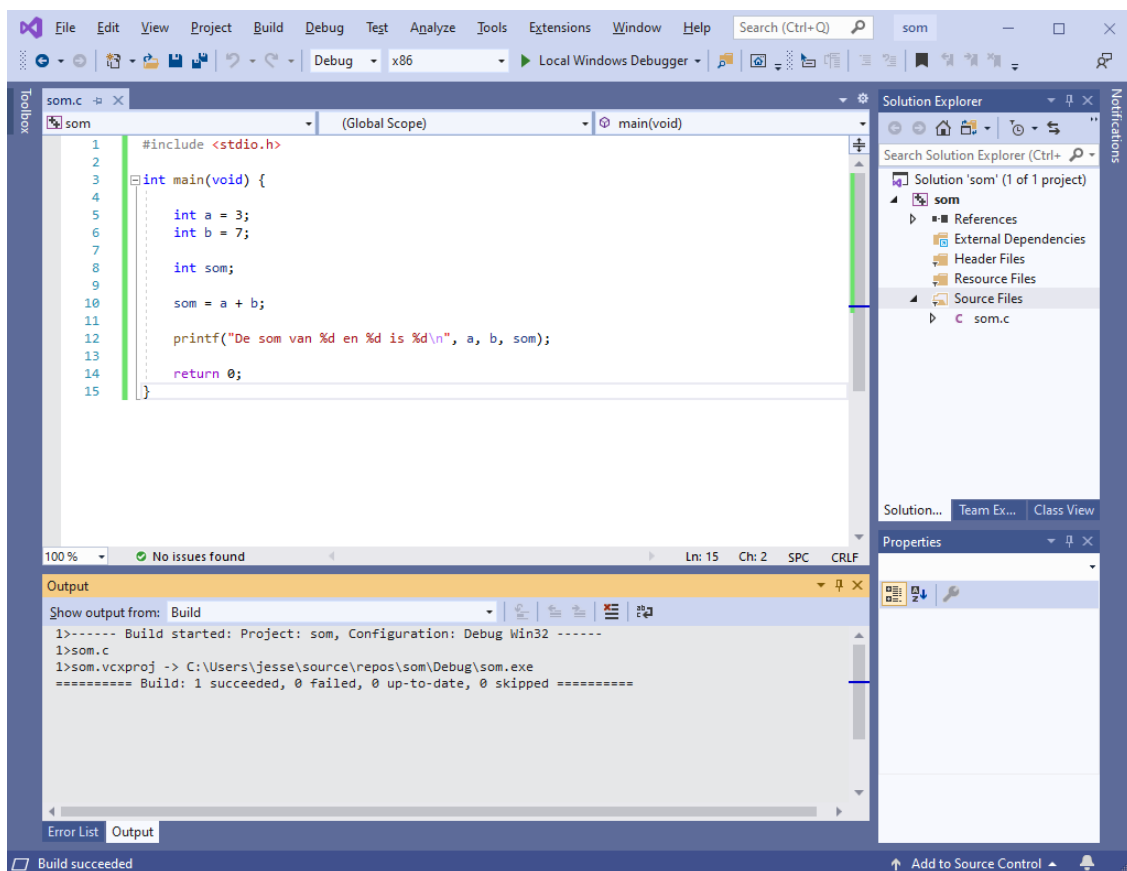 File Edit View Project Build Debug Test Analyze Tools Extensions Window Help Search (Ctrl+Q) som
Debug x86 Local Windows Debugger
Toolbox
som.c
som (Global Scope) main(void)
1 #include <stdio.h>
2
3 int main(void) {
4
5 int a = 3;
6 int b = 7;
7
8 int som;
9
10 som = a + b;
11
12 printf("De som van %d en %d is %d\n", a, b, som);
13
14 return 0;
15 }
100 % No issues found Ln: 15 Ch: 2 SPC CRLF
Output
Show output from: Build
1>------ Build started: Project: som, Configuration: Debug Win32 ------
1>som.c
1>som.vcxproj -> C:\Users\jesse\source\repos\som\Debug\som.exe
========== Build: 1 succeeded, 0 failed, 0 up-to-date, 0 skipped ==========
Error List Output
Solution Explorer
Search Solution Explorer (Ctrl+
Solution 'som' (1 of 1 project)
som
References
External Dependencies
Header Files
Resource Files
Source Files
C som.c
Solution... Team Ex... Class View
Properties
Notifications
Build succeeded Add to Source Control